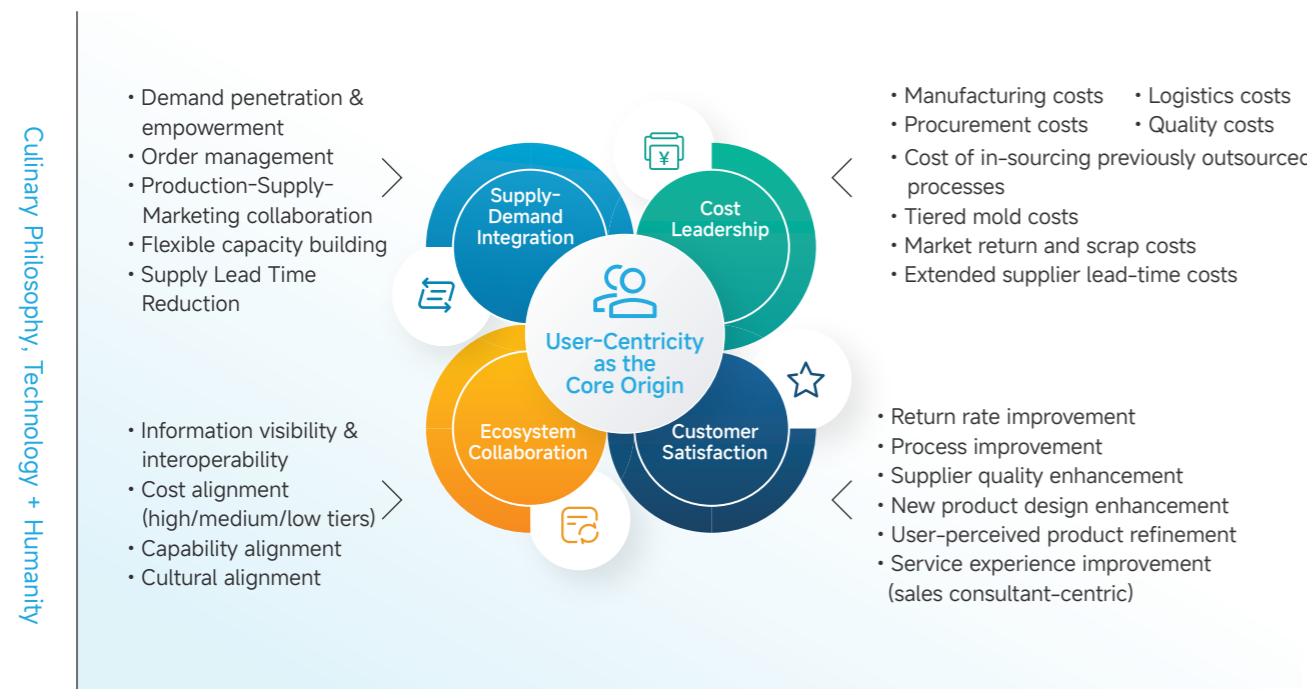 Culinary Philosophy, Technology + Humanity
• Demand penetration &
empowerment
• Order management
• Production-Supply-
Marketing collaboration
• Flexible capacity building
• Supply Lead Time
Reduction
• Information visibility &
interoperability
• Cost alignment
(high/medium/low tiers)
• Capability alignment
• Cultural alignment
Supply-
Demand
Integration
¥
Cost
Leadership
User-Centricity
as the
Core Origin
Ecosystem
Collaboration
Customer
Satisfaction
• Manufacturing costs • Logistics costs
• Procurement costs • Quality costs
• Cost of in-sourcing previously outsourced
processes
• Tiered mold costs
• Market return and scrap costs
• Extended supplier lead-time costs
• Return rate improvement
• Process improvement
• Supplier quality enhancement
• New product design enhancement
• User-perceived product refinement
• Service experience improvement
(sales consultant-centric)